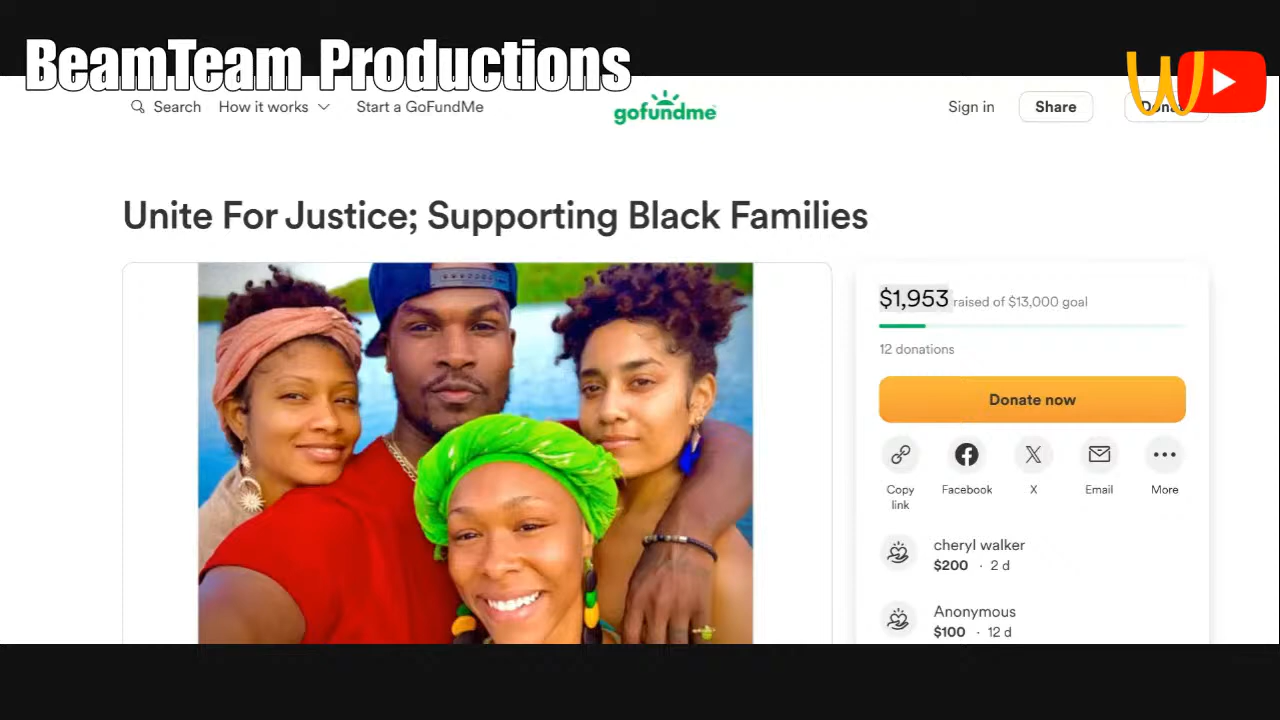 BeamTeam Productions
W
Search How it works Start a GoFundMe gofundme Sign in Share Dona
Unite For Justice; Supporting Black Families
$1,953 raised of $13,000 goal
12 donations
Donate now
Copy link Facebook X Email More
cheryl walker
$200 · 2 d
Anonymous
$100 · 12 d